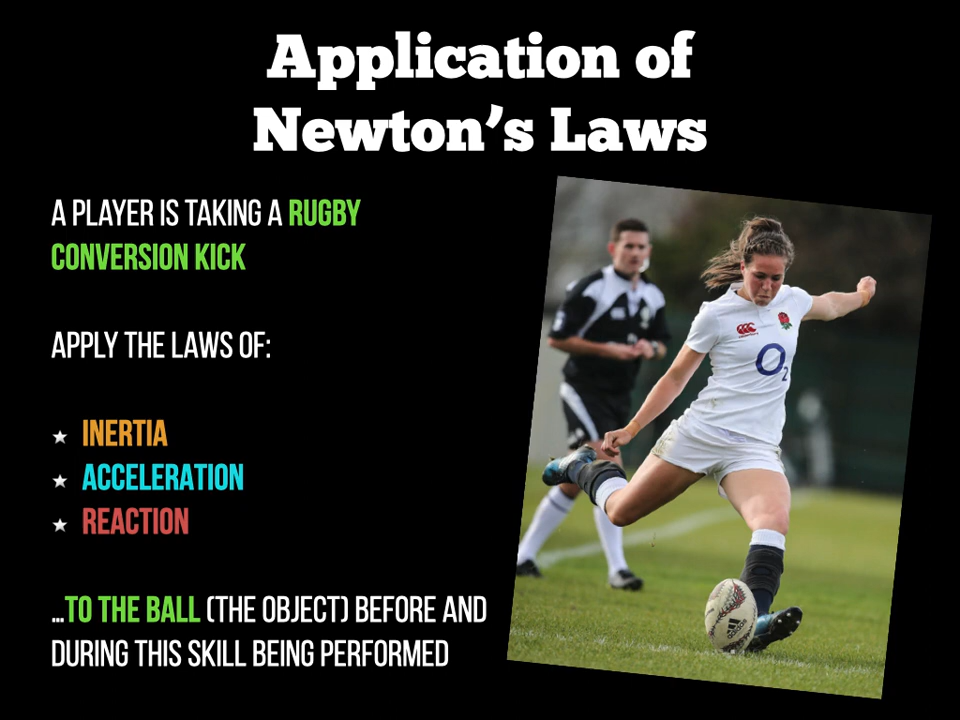 Application of
Newton's Laws
A PLAYER IS TAKING A RUGBY
CONVERSION KICK
APPLY THE LAWS OF:
★ INERTIA
★ ACCELERATION
★ REACTION
...TO THE BALL (THE OBJECT) BEFORE AND
DURING THIS SKILL BEING PERFORMED
O2
adidas